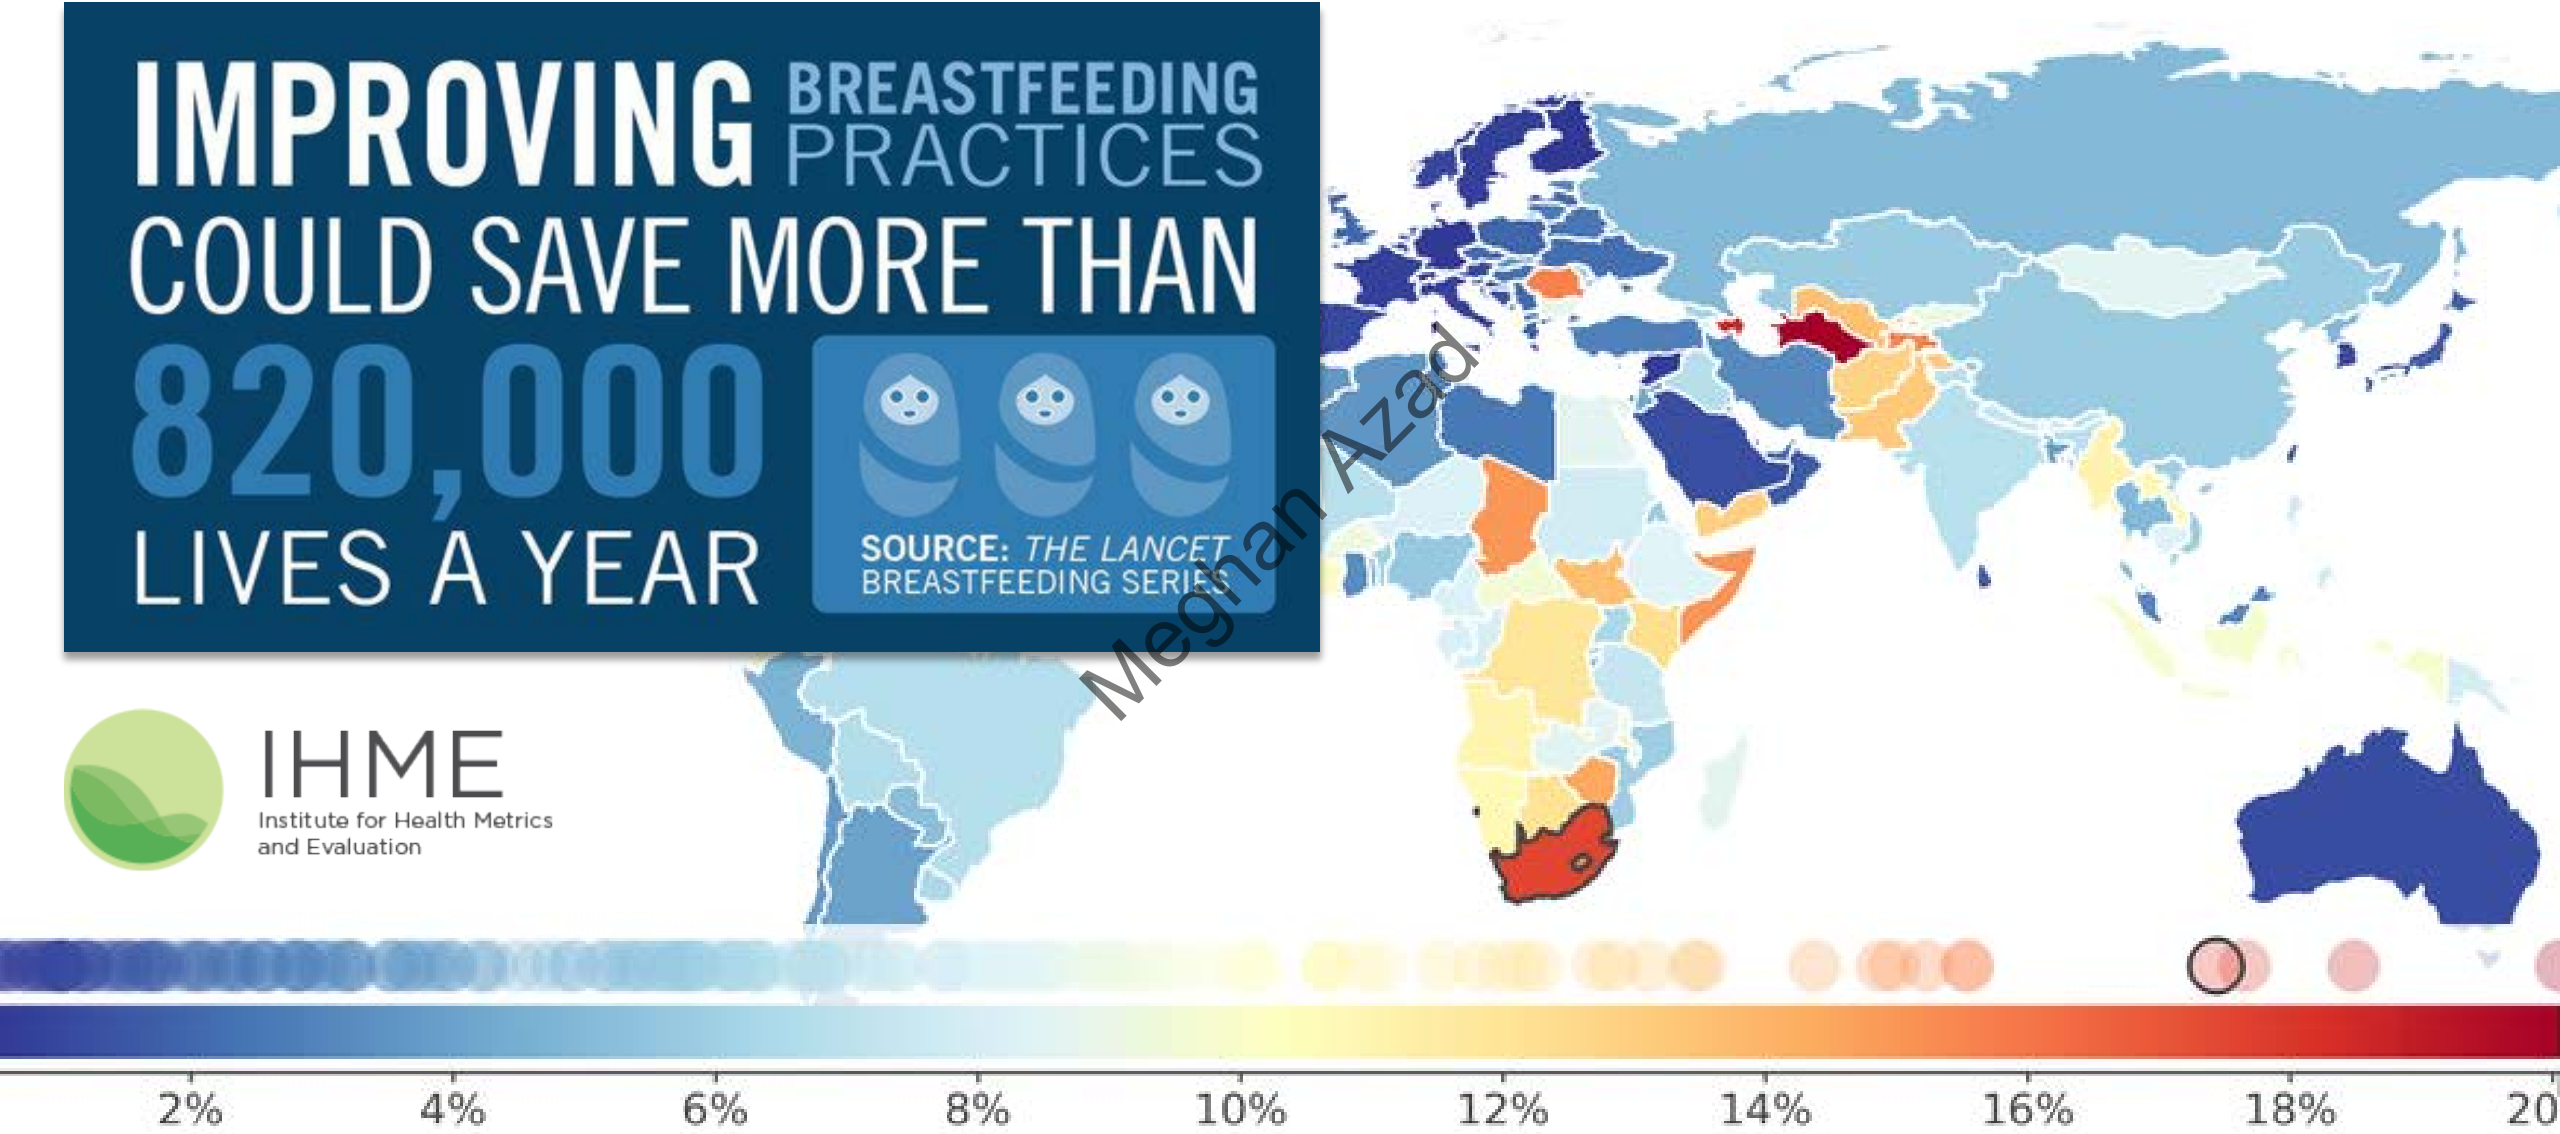 IMPROVING BREASTFEEDING
PRACTICES
COULD SAVE MORE THAN
820,000
LIVES A YEAR
SOURCE: THE LANCET
BREASTFEEDING SERIES
Meghan Azad
IHME
Institute for Health Metrics
and Evaluation
2% 4% 6% 8% 10% 12% 14% 16% 18% 20